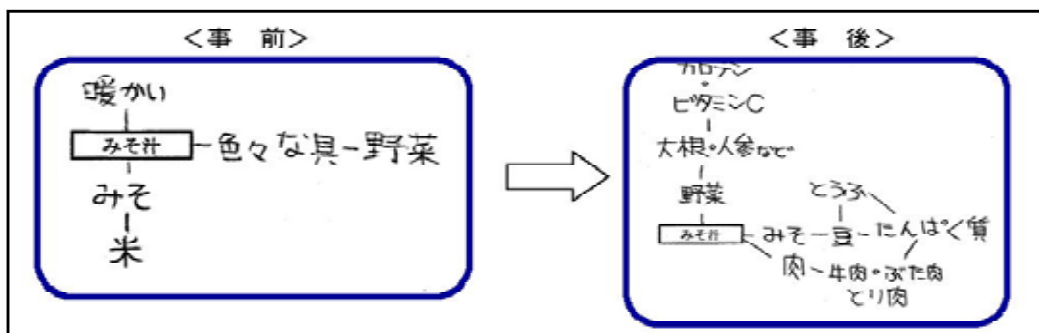 <事 前>
暖かい
みそ汁 - 色々な具 - 野菜
みそ
米
<事 後>
カロテン
ビタミンC
大根・人参など
野菜
とうふ
みそ汁 - みそ - 豆 - たんぱく質
肉 - 牛肉・ぶた肉
とり肉